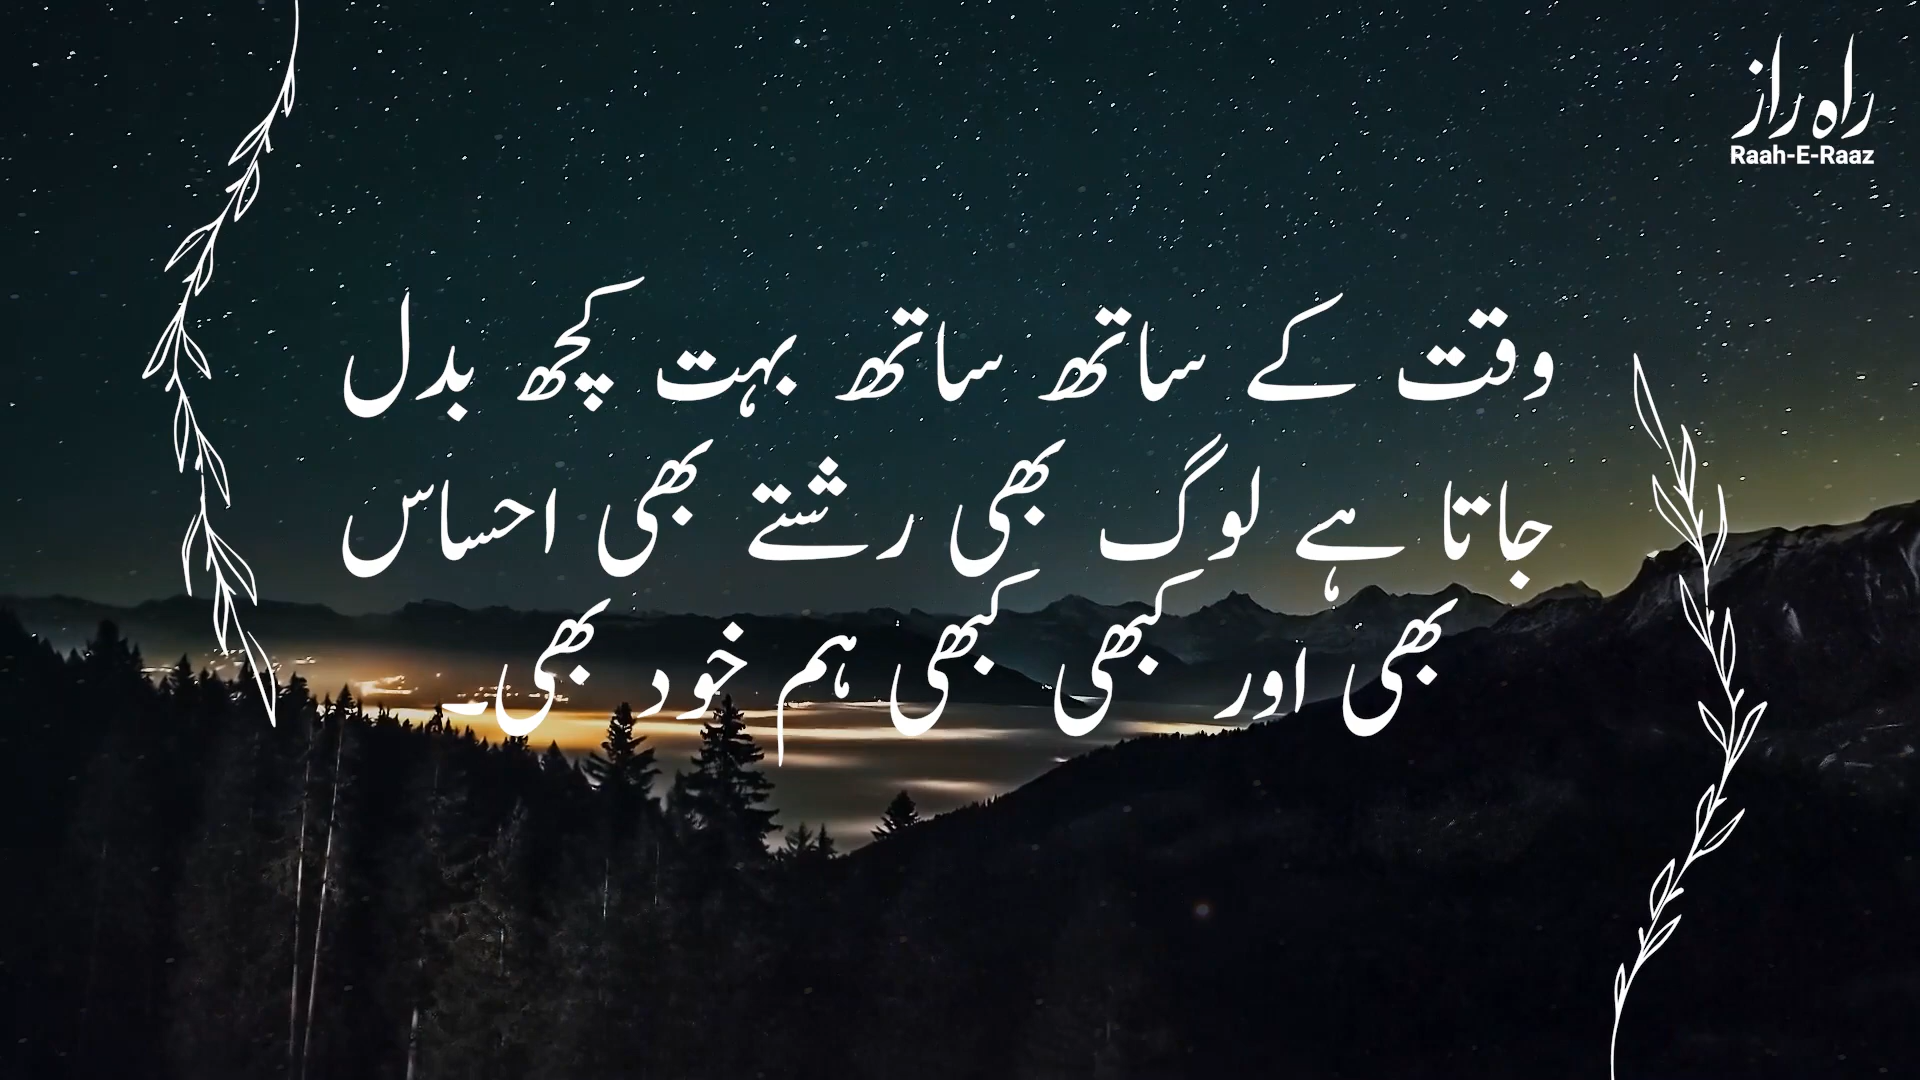 راہ راز
Raah-E-Raaz
وقت کے ساتھ ساتھ بہت کچھ بدل
جاتا ہے لوگ بھی رشتے بھی احساس
بھی اور کبھی کبھی ہم خود بھی۔